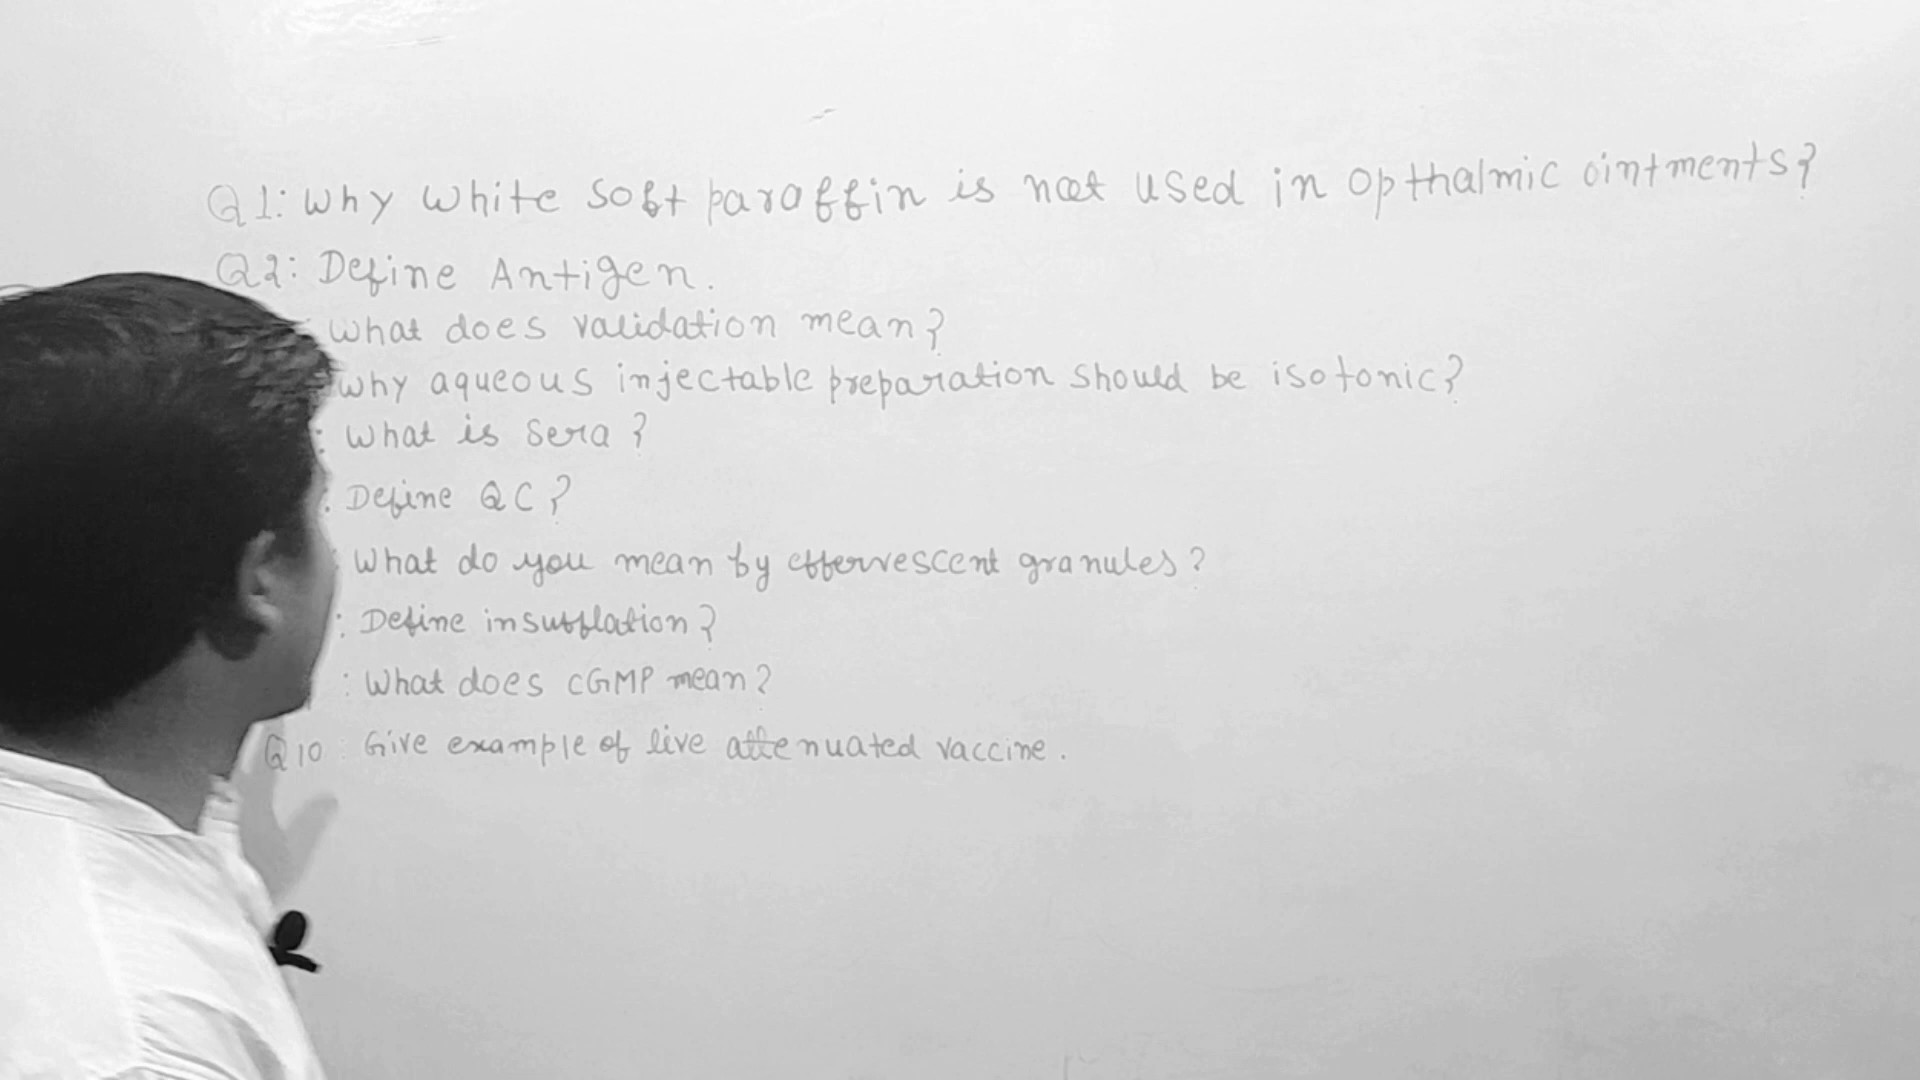 Q1: Why white soft paraffin is not used in opthalmic ointments?
Q2: Define Antigen.
What does validation mean?
why aqueous injectable preparation should be isotonic?
: What is sera ?
. Define QC?
What do you mean by effervescent granules?
: Define insufflation?
: What does cGMP mean?
Q10 : Give example of live attenuated vaccine.